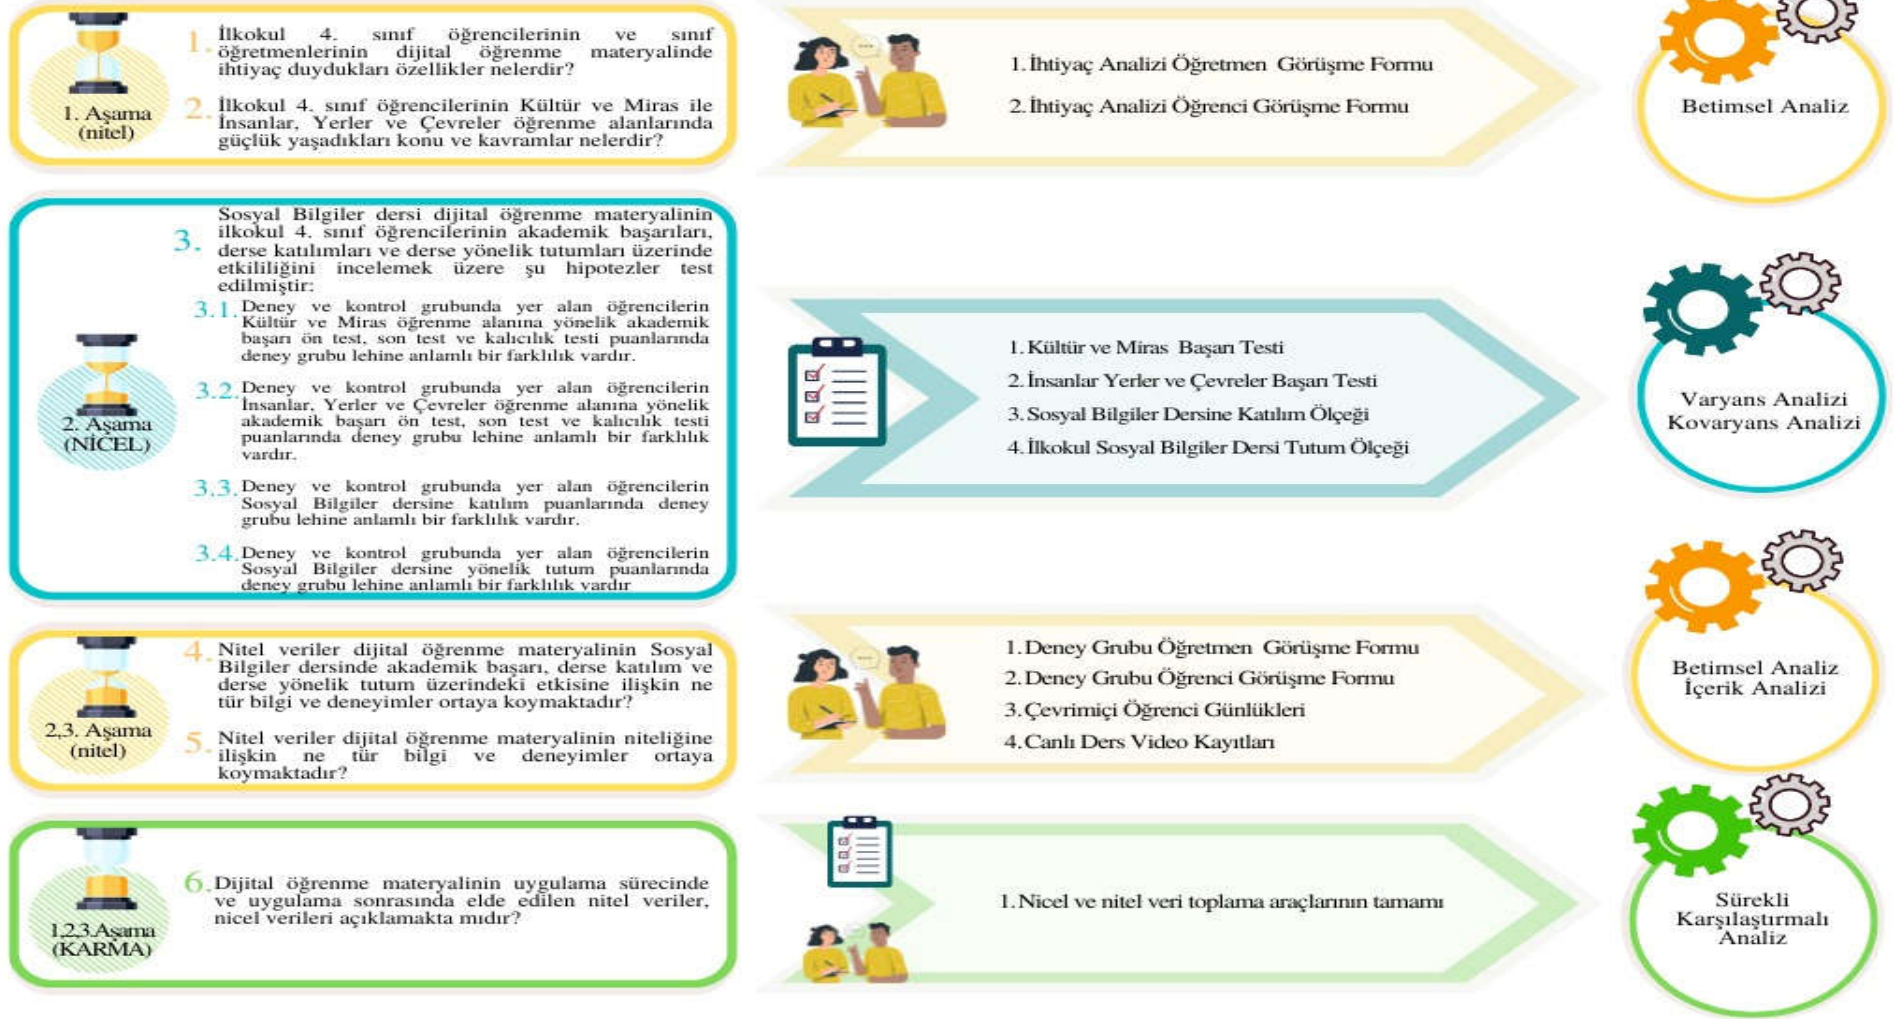 1. İlkokul 4. sınıf öğrencilerinin ve sınıf
öğretmenlerinin dijital öğrenme materyalinde
ihtiyaç duydukları özellikler nelerdir?
2. İlkokul 4. sınıf öğrencilerinin Kültür ve Miras ile
İnsanlar, Yerler ve Çevreler öğrenme alanlarında
güçlük yaşadıkları konu ve kavramlar nelerdir?
1. Aşama
(nitel)
1. İhtiyaç Analizi Öğretmen Görüşme Formu
2. İhtiyaç Analizi Öğrenci Görüşme Formu
Betimsel Analiz
3. Sosyal Bilgiler dersi dijital öğrenme materyalinin
ilkokul 4. sınıf öğrencilerinin akademik başarıları,
derse katılımları ve derse yönelik tutumları üzerinde
etkililiğini incelemek üzere şu hipotezler test
edilmiştir:
3.1. Deney ve kontrol grubunda yer alan öğrencilerin
Kültür ve Miras öğrenme alanına yönelik akademik
başarı ön test, son test ve kalıcılık testi puanlarında
deney grubu lehine anlamlı bir farklılık vardır.
3.2. Deney ve kontrol grubunda yer alan öğrencilerin
İnsanlar, Yerler ve Çevreler öğrenme alanına yönelik
akademik başarı ön test, son test ve kalıcılık testi
puanlarında deney grubu lehine anlamlı bir farklılık
vardır.
3.3. Deney ve kontrol grubunda yer alan öğrencilerin
Sosyal Bilgiler dersine katılım puanlarında deney
grubu lehine anlamlı bir farklılık vardır.
3.4. Deney ve kontrol grubunda yer alan öğrencilerin
Sosyal Bilgiler dersine yönelik tutum puanlarında
deney grubu lehine anlamlı bir farklılık vardır
2. Aşama
(NİCEL)
1. Kültür ve Miras Başarı Testi
2. İnsanlar Yerler ve Çevreler Başarı Testi
3. Sosyal Bilgiler Dersine Katılım Ölçeği
4. İlkokul Sosyal Bilgiler Dersi Tutum Ölçeği
Varyans Analizi
Kovaryans Analizi
4. Nitel veriler dijital öğrenme materyalinin Sosyal
Bilgiler dersinde akademik başarı, derse katılım ve
derse yönelik tutum üzerindeki etkisine ilişkin ne
tür bilgi ve deneyimler ortaya koymaktadır?
5. Nitel veriler dijital öğrenme materyalinin niteliğine
ilişkin ne tür bilgi ve deneyimler ortaya
koymaktadır?
2,3. Aşama
(nitel)
1. Deney Grubu Öğretmen Görüşme Formu
2. Deney Grubu Öğrenci Görüşme Formu
3. Çevrimiçi Öğrenci Günlükleri
4. Canlı Ders Video Kayıtları
Betimsel Analiz
İçerik Analizi
6. Dijital öğrenme materyalinin uygulama sürecinde
ve uygulama sonrasında elde edilen nitel veriler,
nicel verileri açıklamakta mıdır?
1,2,3.Aşama
(KARMA)
1. Nicel ve nitel veri toplama araçlarının tamamı
Sürekli
Karşılaştırmalı
Analiz